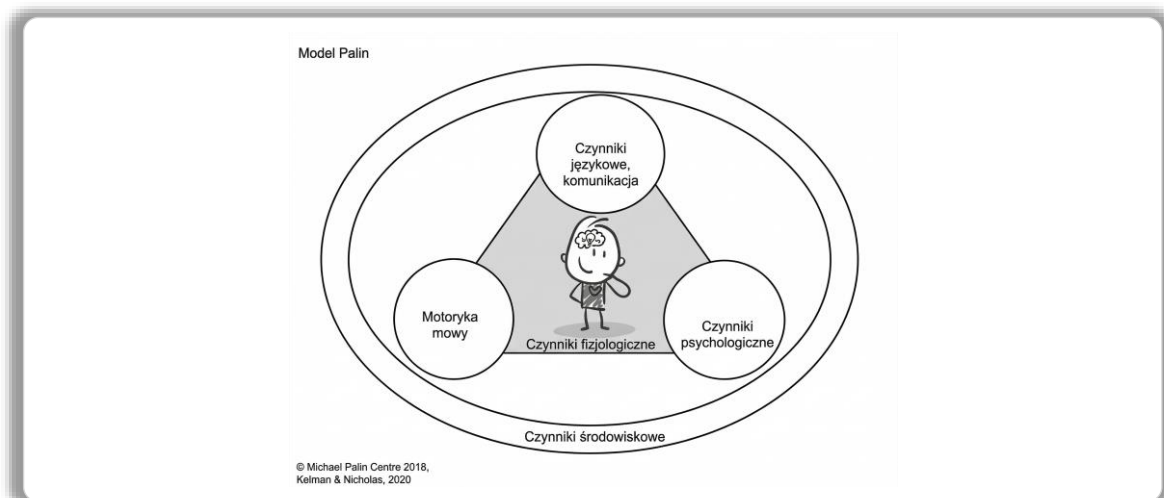 Model Palin
Czynniki
językowe,
komunikacja
Motoryka
mowy
Czynniki
psychologiczne
Czynniki fizjologiczne
Czynniki środowiskowe
© Michael Palin Centre 2018,
Kelman & Nicholas, 2020